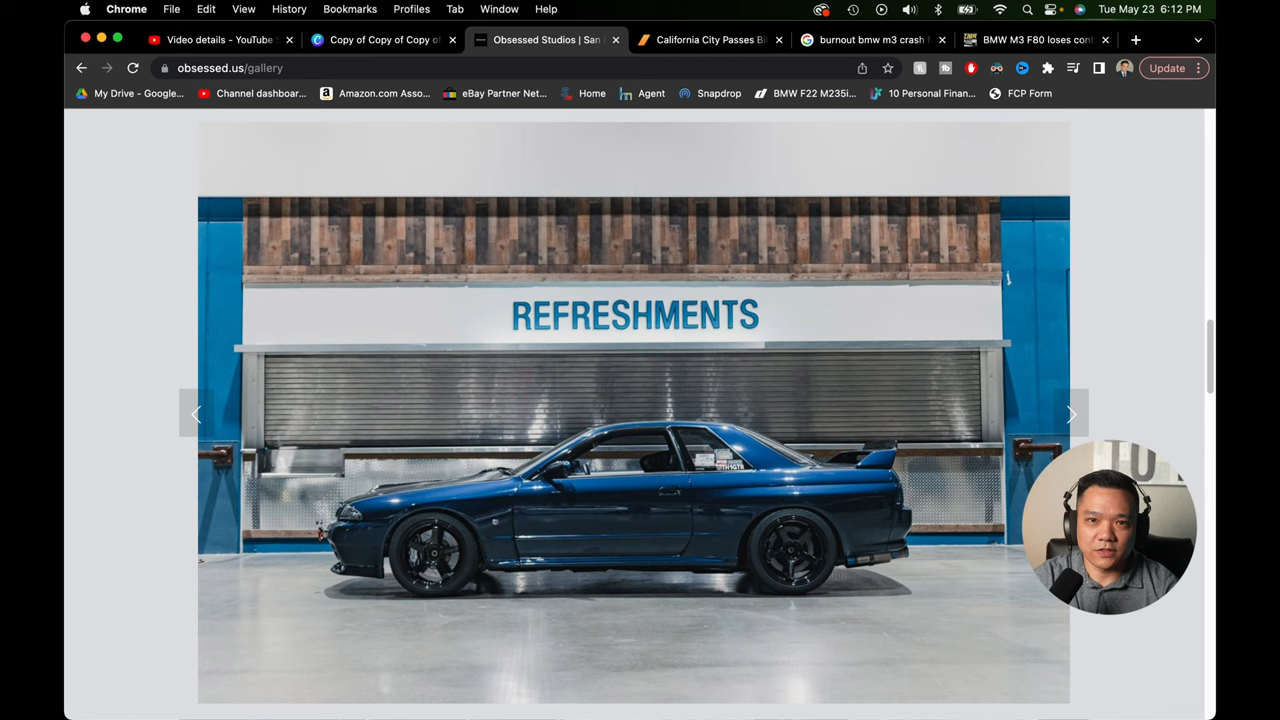 Chrome File Edit View History Bookmarks Profiles Tab Window Help Tue May 23 6:12 PM
Video details - YouTube Copy of Copy of Copy of Obsessed Studios | San California City Passes Bi burnout bmw m3 crash f BMW M3 F80 loses cont
obsessed.us/gallery Update
My Drive - Google... Channel dashboar... Amazon.com Asso... eBay Partner Net... Home Agent Snapdrop BMW F22 M235i... 10 Personal Finan... FCP Form
REFRESHMENTS